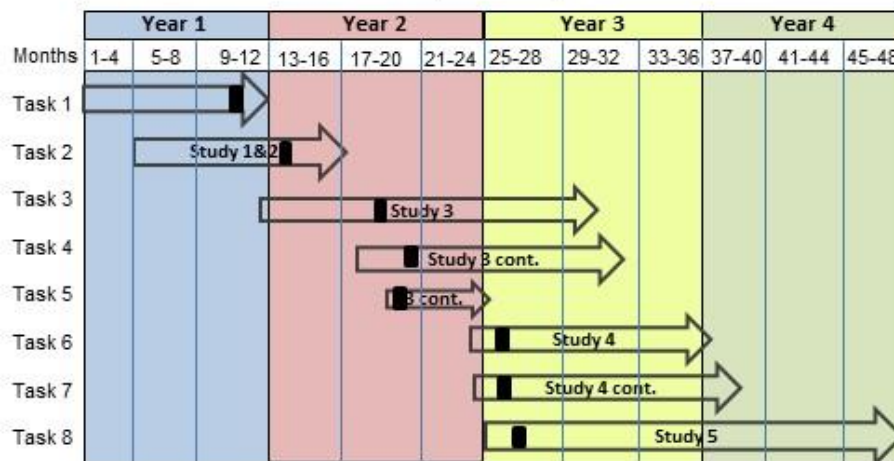 Year 1 Year 2 Year 3 Year 4
Months 1-4 5-8 9-12 13-16 17-20 21-24 25-28 29-32 33-36 37-40 41-44 45-48
Task 1
Task 2 Study 1&2
Task 3 Study 3
Task 4 Study 3 cont.
Task 5 3 cont.
Task 6 Study 4
Task 7 Study 4 cont.
Task 8 Study 5